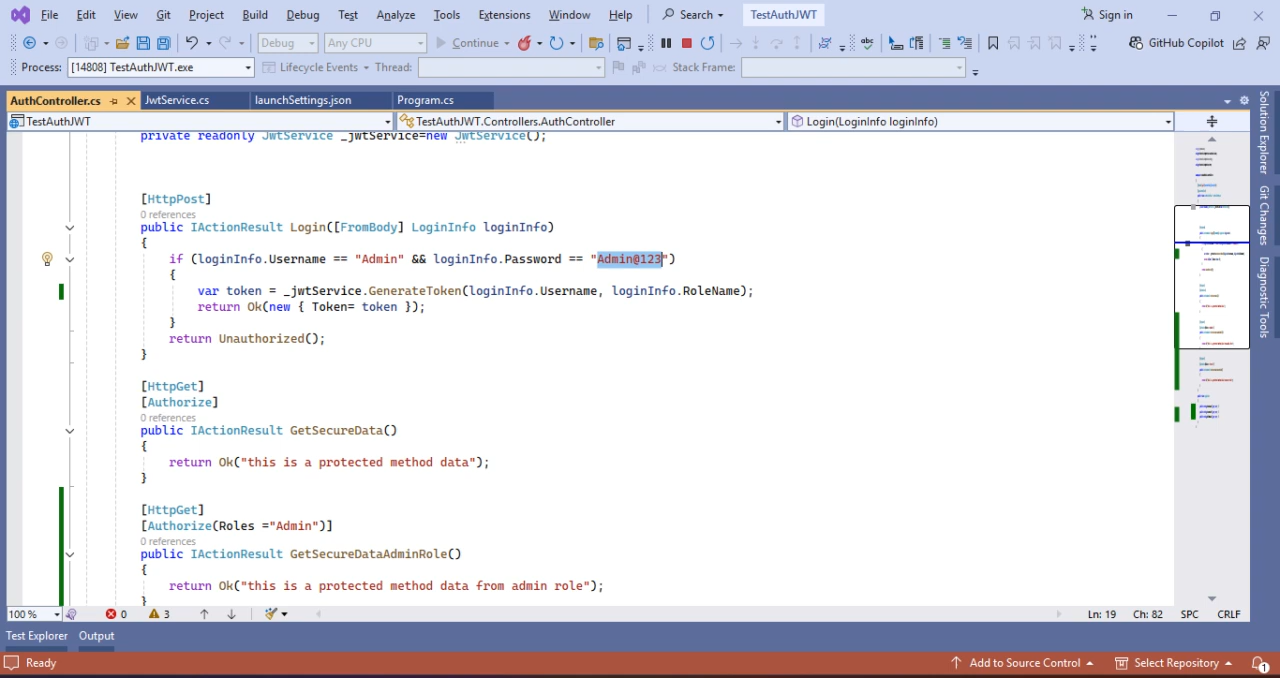 File Edit View Git Project Build Debug Test Analyze Tools Extensions Window Help Search TestAuthJWT Sign in
Debug Any CPU Continue GitHub Copilot
Process: [14808] TestAuthJWT.exe Lifecycle Events Thread: Stack Frame:
AuthController.cs JwtService.cs launchSettings.json Program.cs
TestAuthJWT TestAuthJWT.Controllers.AuthController Login(LoginInfo loginInfo)
private readonly JwtService _jwtService=new JwtService();
[HttpPost]
0 references
public IActionResult Login([FromBody] LoginInfo loginInfo)
{
if (loginInfo.Username == "Admin" && loginInfo.Password == "Admin@123")
{
var token = _jwtService.GenerateToken(loginInfo.Username, loginInfo.RoleName);
return Ok(new { Token= token });
}
return Unauthorized();
}
[HttpGet]
[Authorize]
0 references
public IActionResult GetSecureData()
{
return Ok("this is a protected method data");
}
[HttpGet]
[Authorize(Roles ="Admin")]
0 references
public IActionResult GetSecureDataAdminRole()
{
return Ok("this is a protected method data from admin role");
}
100 % 0 3 Ln: 19 Ch: 82 SPC CRLF
Test Explorer Output
Ready Add to Source Control Select Repository 1
Solution Explorer
Git Changes
Diagnostic Tools